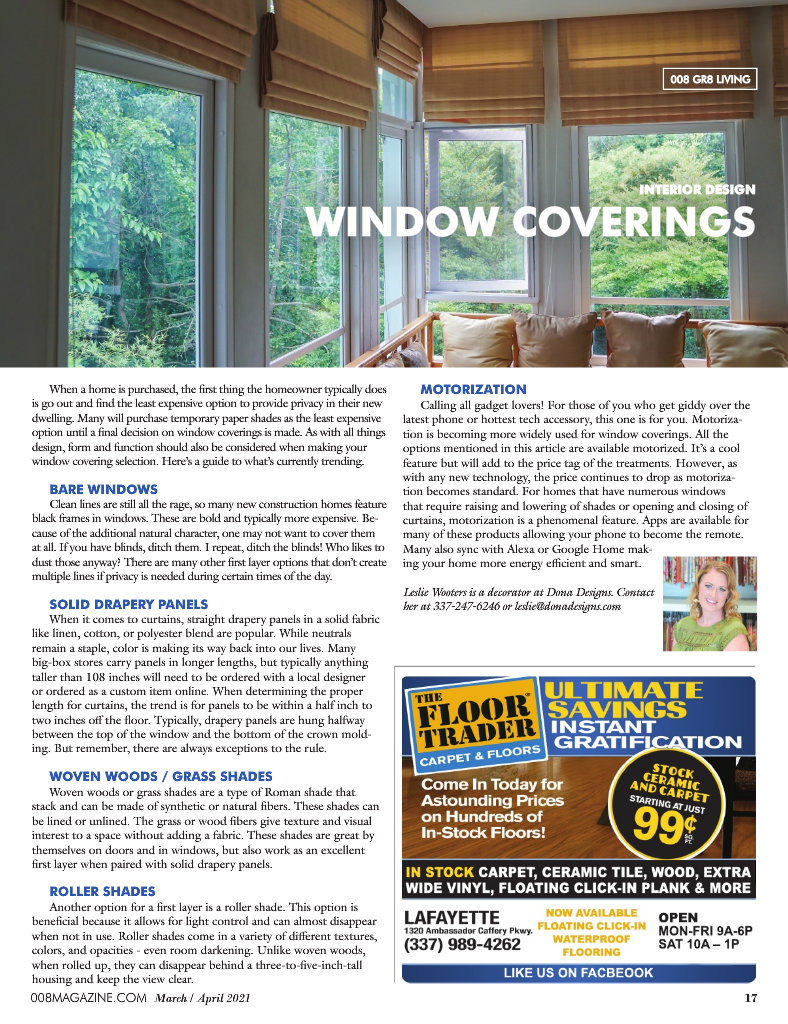 008 GR8 LIVING
INTERIOR DESIGN
WINDOW COVERINGS
When a home is purchased, the first thing the homeowner typically does
is go out and find the least expensive option to provide privacy in their new
dwelling. Many will purchase temporary paper shades as the least expensive
option until a final decision on window coverings is made. As with all things
design, form and function should also be considered when making your
window covering selection. Here's a guide to what's currently trending.
BARE WINDOWS
Clean lines are still all the rage, so many new construction homes feature
black frames in windows. These are bold and typically more expensive. Be-
cause of the additional natural character, one may not want to cover them
at all. If you have blinds, ditch them. I repeat, ditch the blinds! Who likes to
dust those anyway? There are many other first layer options that don't create
multiple lines if privacy is needed during certain times of the day.
SOLID DRAPERY PANELS
When it comes to curtains, straight drapery panels in a solid fabric
like linen, cotton, or polyester blend are popular. While neutrals
remain a staple, color is making its way back into our lives. Many
big-box stores carry panels in longer lengths, but typically anything
taller than 108 inches will need to be ordered with a local designer
or ordered as a custom item online. When determining the proper
length for curtains, the trend is for panels to be within a half inch to
two inches off the floor. Typically, drapery panels are hung halfway
between the top of the window and the bottom of the crown mold-
ing. But remember, there are always exceptions to the rule.
WOVEN WOODS / GRASS SHADES
Woven woods or grass shades are a type of Roman shade that
stack and can be made of synthetic or natural fibers. These shades can
be lined or unlined. The grass or wood fibers give texture and visual
interest to a space without adding a fabric. These shades are great by
themselves on doors and in windows, but also work as an excellent
first layer when paired with solid drapery panels.
ROLLER SHADES
Another option for a first layer is a roller shade. This option is
beneficial because it allows for light control and can almost disappear
when not in use. Roller shades come in a variety of different textures,
colors, and opacities - even room darkening. Unlike woven woods,
when rolled up, they can disappear behind a three-to-five-inch-tall
housing and keep the view clear.
MOTORIZATION
Calling all gadget lovers! For those of you who get giddy over the
latest phone or hottest tech accessory, this one is for you. Motoriza-
tion is becoming more widely used for window coverings. All the
options mentioned in this article are available motorized. It's a cool
feature but will add to the price tag of the treatments. However, as
with any new technology, the price continues to drop as motoriza-
tion becomes standard. For homes that have numerous windows
that require raising and lowering of shades or opening and closing of
curtains, motorization is a phenomenal feature. Apps are available for
many of these products allowing your phone to become the remote.
Many also sync with Alexa or Google Home mak-
ing your home more energy efficient and smart.
Leslie Wooters is a decorator at Dona Designs. Contact
her at 337-247-6246 or leslie@donadesigns.com
THE
FLOOR
TRADER®
CARPET & FLOORS
ULTIMATE
SAVINGS
INSTANT
GRATIFICATION
Come In Today for
Astounding Prices
on Hundreds of
In-Stock Floors!
STOCK
CERAMIC
AND CARPET
STARTING AT JUST
99¢
SQ.
FT.
IN STOCK CARPET, CERAMIC TILE, WOOD, EXTRA
WIDE VINYL, FLOATING CLICK-IN PLANK & MORE
LAFAYETTE
1320 Ambassador Caffery Pkwy.
(337) 989-4262
NOW AVAILABLE
FLOATING CLICK-IN
WATERPROOF
FLOORING
OPEN
MON-FRI 9A-6P
SAT 10A – 1P
LIKE US ON FACBEOOK
008MAGAZINE.COM March / April 2021
17